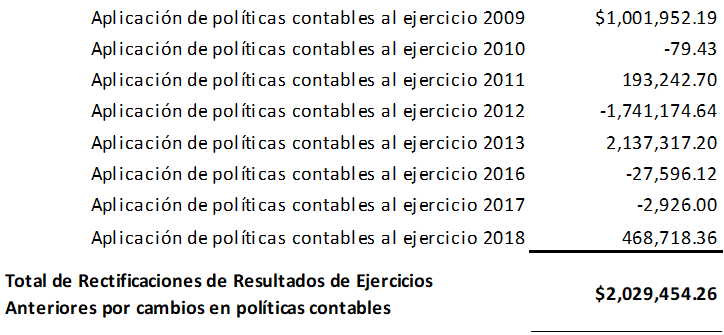 Aplicación de políticas contables al ejercicio 2009 $1,001,952.19
Aplicación de políticas contables al ejercicio 2010 -79.43
Aplicación de políticas contables al ejercicio 2011 193,242.70
Aplicación de políticas contables al ejercicio 2012 -1,741,174.64
Aplicación de políticas contables al ejercicio 2013 2,137,317.20
Aplicación de políticas contables al ejercicio 2016 -27,596.12
Aplicación de políticas contables al ejercicio 2017 -2,926.00
Aplicación de políticas contables al ejercicio 2018 468,718.36
Total de Rectificaciones de Resultados de Ejercicios
Anteriores por cambios en políticas contables $2,029,454.26